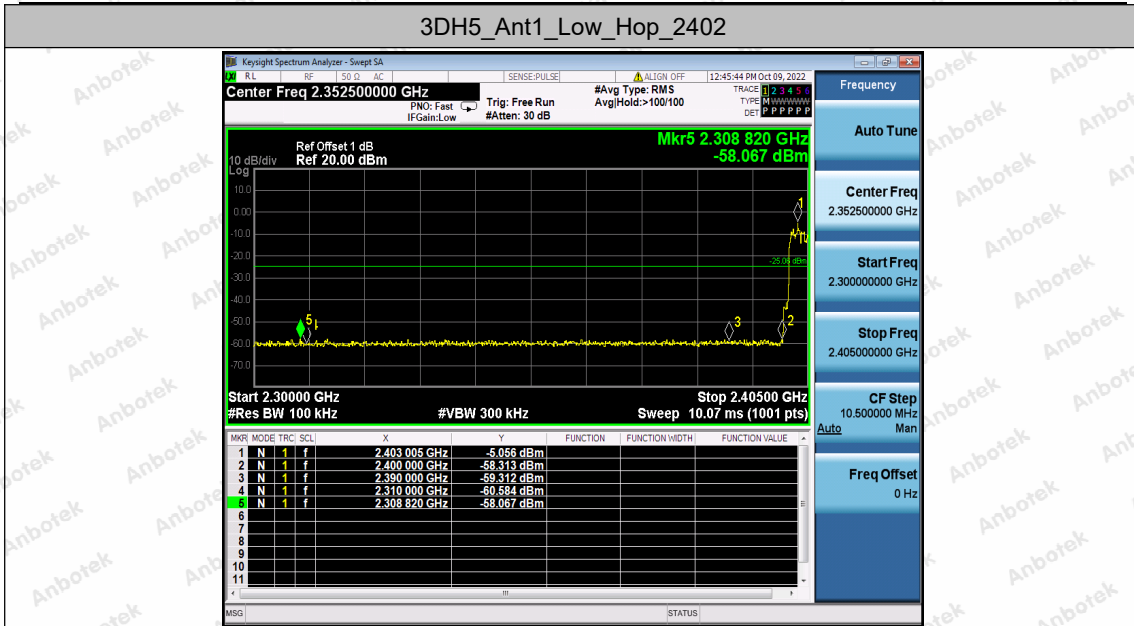 3DH5_Ant1_Low_Hop_2402
Keysight Spectrum Analyzer - Swept SA
LXI RL RF 50 Ω AC SENSE:PULSE ALIGN OFF 12:45:44 PM Oct 09, 2022
Center Freq 2.352500000 GHz
PNO: Fast
IFGain:Low
Trig: Free Run
#Atten: 30 dB
#Avg Type: RMS
Avg|Hold:>100/100
TRACE 1 2 3 4 5 6
TYPE M WWWWW
DET P P P P P P
Ref Offset 1 dB
10 dB/div Ref 20.00 dBm
Log
Mkr5 2.308 820 GHz
-58.067 dBm
10.0
0.00
-10.0
-20.0
-30.0
-40.0
-50.0
-60.0
-70.0
1
-25.06 dBm
5
3
2
Start 2.30000 GHz Stop 2.40500 GHz
#Res BW 100 kHz #VBW 300 kHz Sweep 10.07 ms (1001 pts)
MKR MODE TRC SCL X Y FUNCTION FUNCTION WIDTH FUNCTION VALUE
1 N 1 f 2.403 005 GHz -5.056 dBm
2 N 1 f 2.400 000 GHz -58.313 dBm
3 N 1 f 2.390 000 GHz -59.312 dBm
4 N 1 f 2.310 000 GHz -60.584 dBm
5 N 1 f 2.308 820 GHz -58.067 dBm
6
7
8
9
10
11
MSG STATUS
Frequency
Auto Tune
Center Freq
2.352500000 GHz
Start Freq
2.300000000 GHz
Stop Freq
2.405000000 GHz
CF Step
10.500000 MHz
Auto Man
Freq Offset
0 Hz
Anbotek